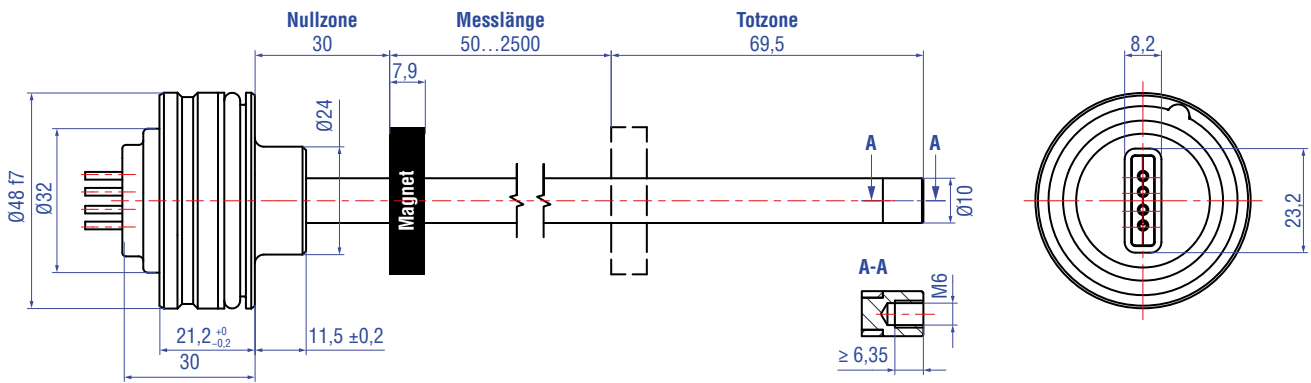 Nullzone
Messlänge
Totzone
30
50…2500
69,5
8,2
7,9
Ø24
A
A
Magnet
Ø48 f7
Ø32
Ø10
23,2
A-A
M6
21,2 +0 -0,2
11,5 ±0,2
≥ 6,35
30